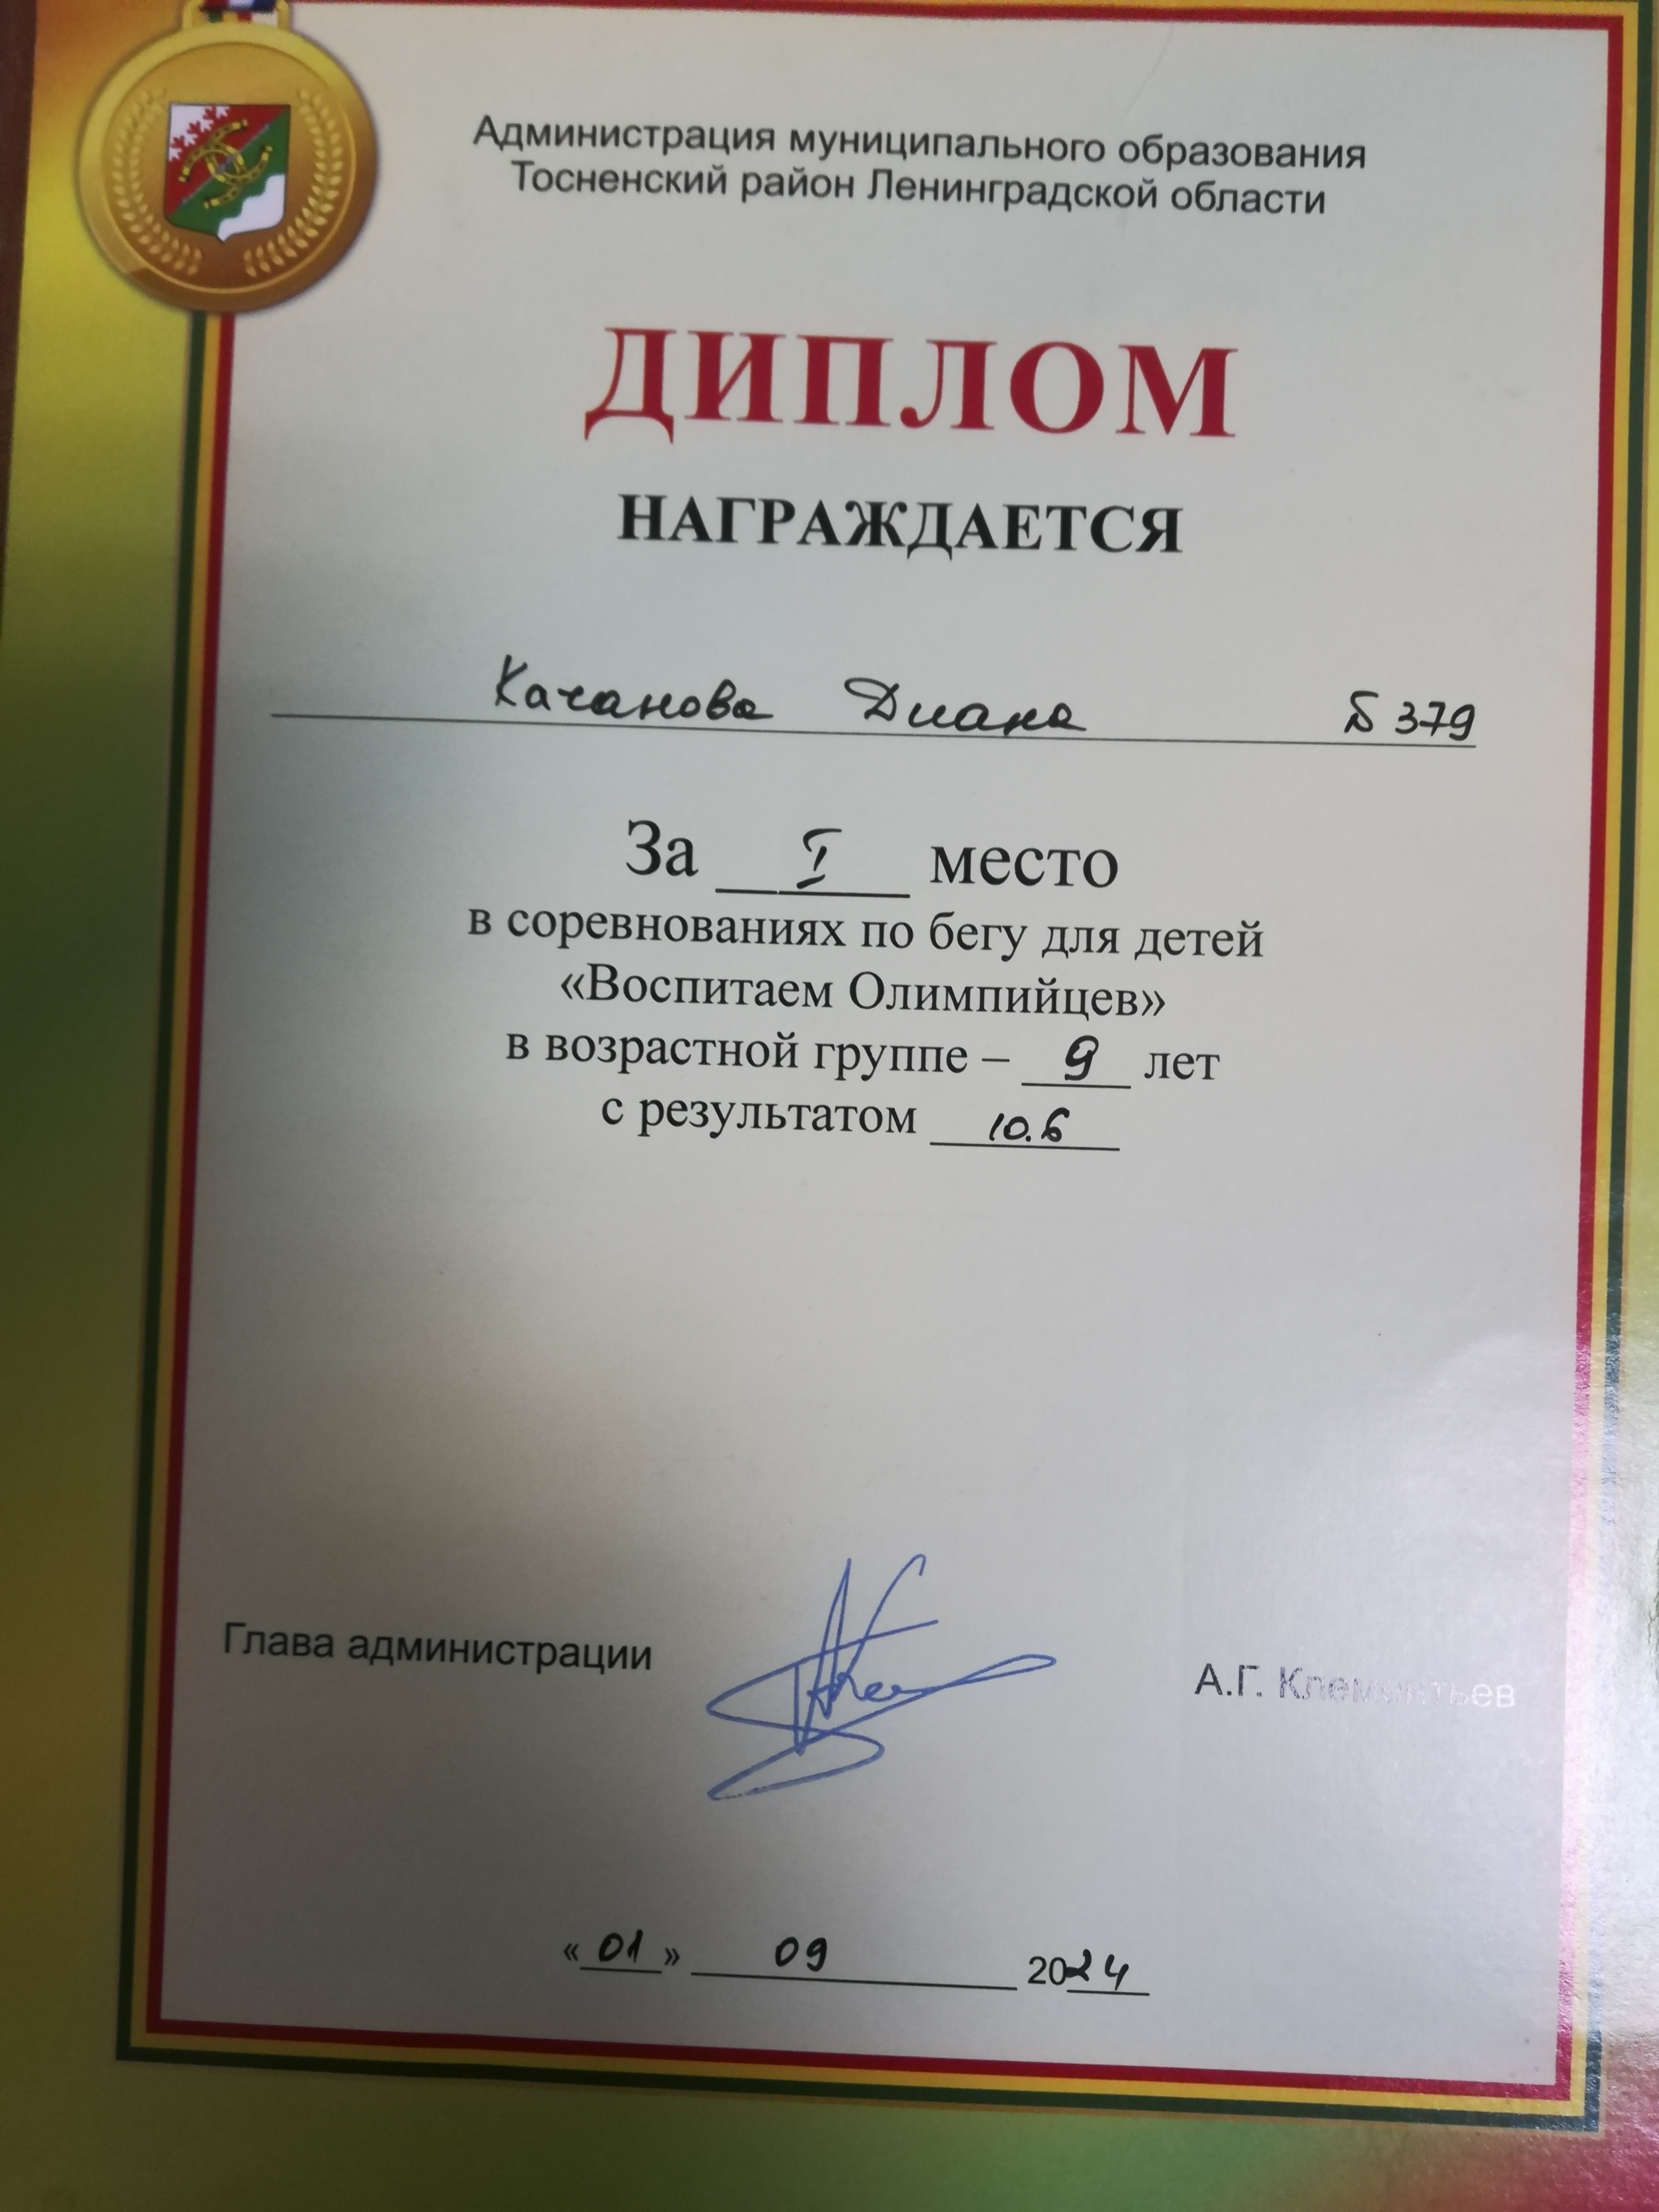 Администрация муниципального образования
Тосненский район Ленинградской области
ДИПЛОМ
НАГРАЖДАЕТСЯ
Качанова Диана Б 379
За I место
в соревнованиях по бегу для детей
«Воспитаем Олимпийцев»
в возрастной группе – 9 лет
с результатом 10.6
Глава администрации А.Г. Клементьев
«01» 09 2024